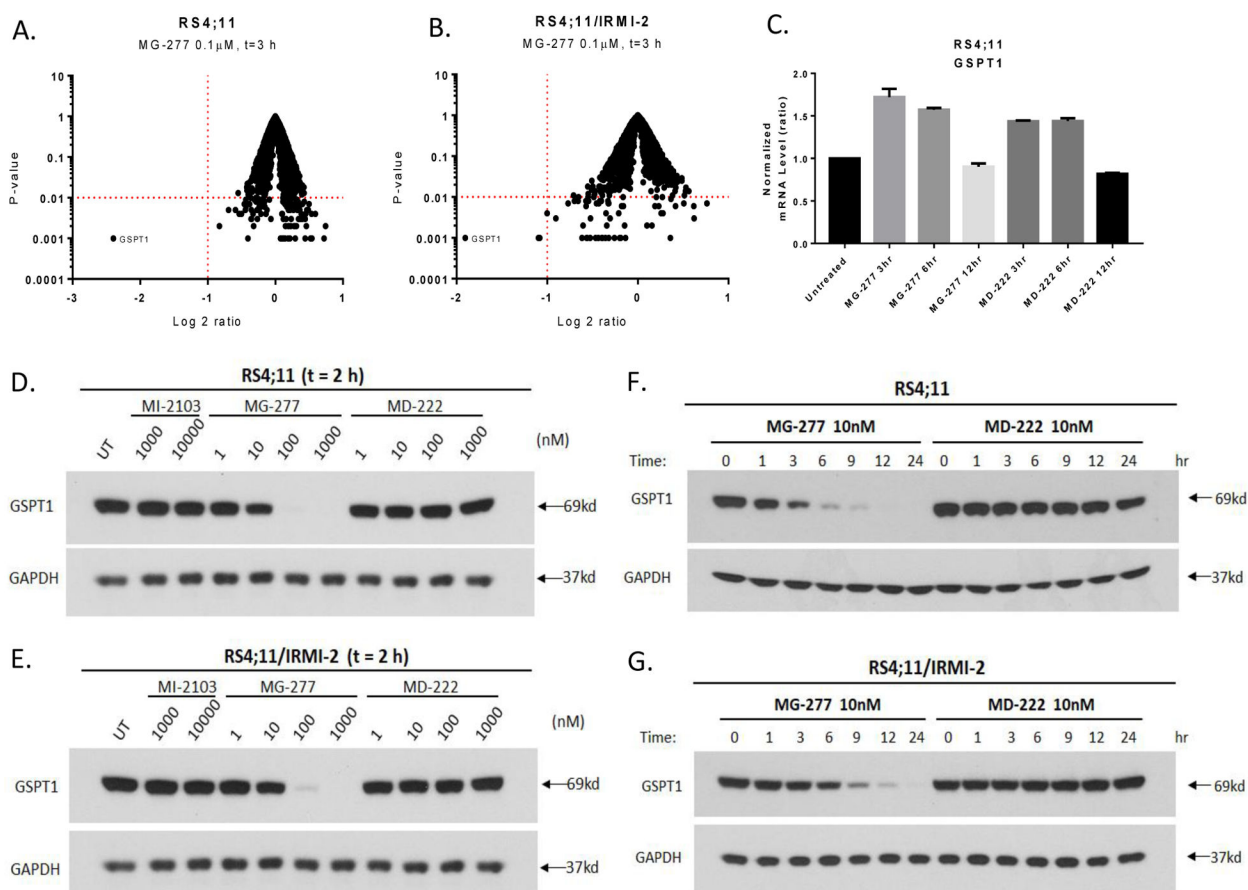 A.
RS4;11
MG-277 0.1µM, t=3 h
P-value
10
1
0.1
0.01
0.001
0.0001
GSPT1
-3 -2 -1 0 1
Log 2 ratio
B.
RS4;11/IRMI-2
MG-277 0.1µM, t=3 h
P-value
10
1
0.1
0.01
0.001
0.0001
GSPT1
-2 -1 0 1
Log 2 ratio
C.
RS4;11
GSPT1
Normalized
mRNA Level (ratio)
2.0
1.5
1.0
0.5
0.0
Untreated
MG-277 3hr
MG-277 6hr
MG-277 12hr
MD-222 3hr
MD-222 6hr
MD-222 12hr
D.
RS4;11 (t = 2 h)
MI-2103 MG-277 MD-222
UT 1000 10000 1 10 100 1000 1 10 100 1000 (nM)
GSPT1 69kd
GAPDH 37kd
E.
RS4;11/IRMI-2 (t = 2 h)
MI-2103 MG-277 MD-222
UT 1000 10000 1 10 100 1000 1 10 100 1000 (nM)
GSPT1 69kd
GAPDH 37kd
F.
RS4;11
MG-277 10nM MD-222 10nM
Time: 0 1 3 6 9 12 24 0 1 3 6 9 12 24 hr
GSPT1 69kd
GAPDH 37kd
G.
RS4;11/IRMI-2
MG-277 10nM MD-222 10nM
Time: 0 1 3 6 9 12 24 0 1 3 6 9 12 24 hr
GSPT1 69kd
GAPDH 37kd